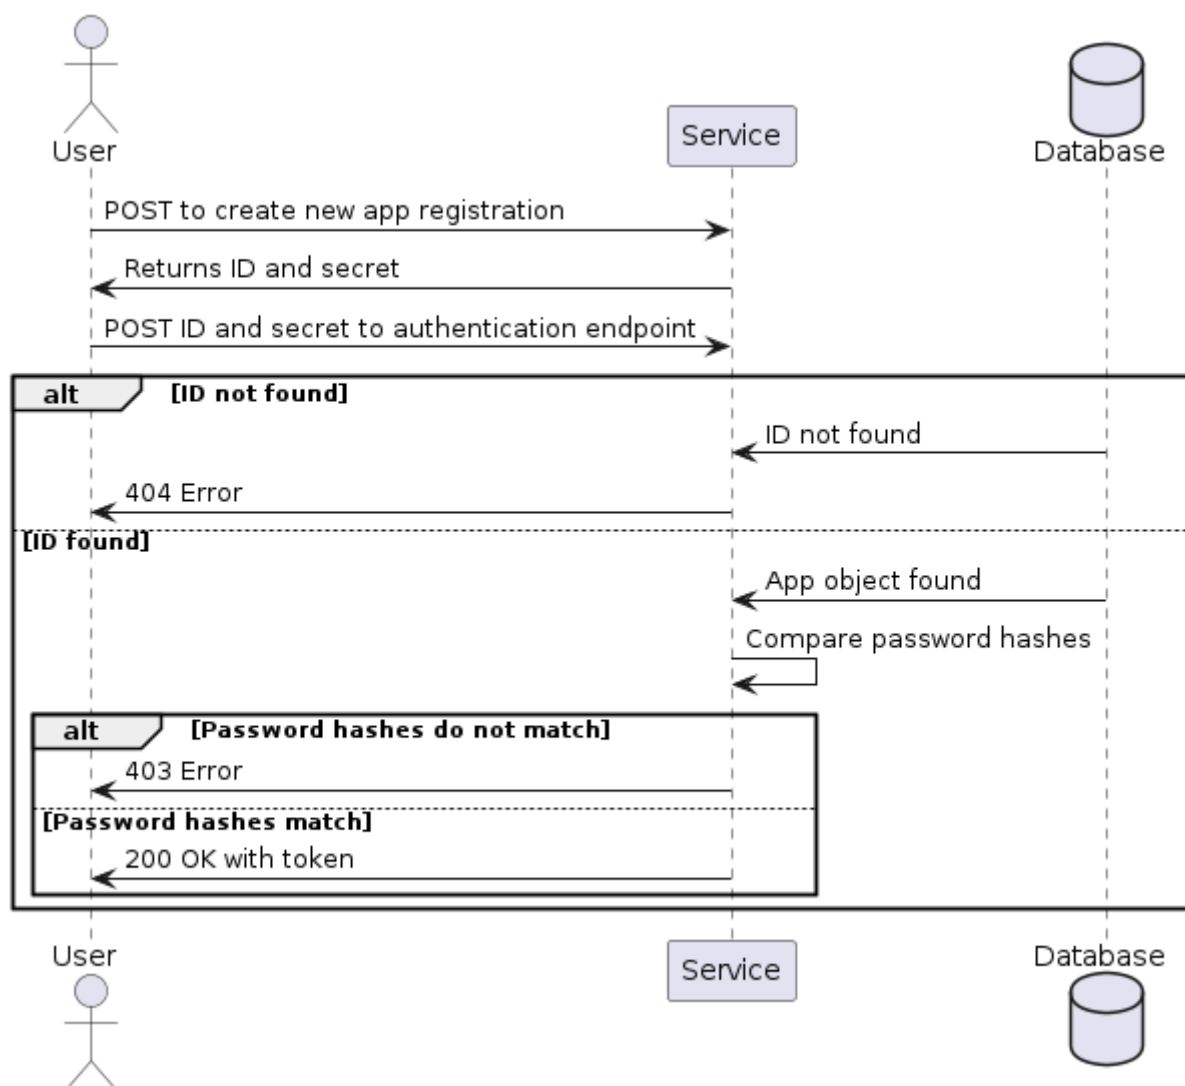 User
Service
Database
POST to create new app registration
Returns ID and secret
POST ID and secret to authentication endpoint
alt [ID not found]
ID not found
404 Error
[ID found]
App object found
Compare password hashes
alt [Password hashes do not match]
403 Error
[Password hashes match]
200 OK with token
User
Service
Database